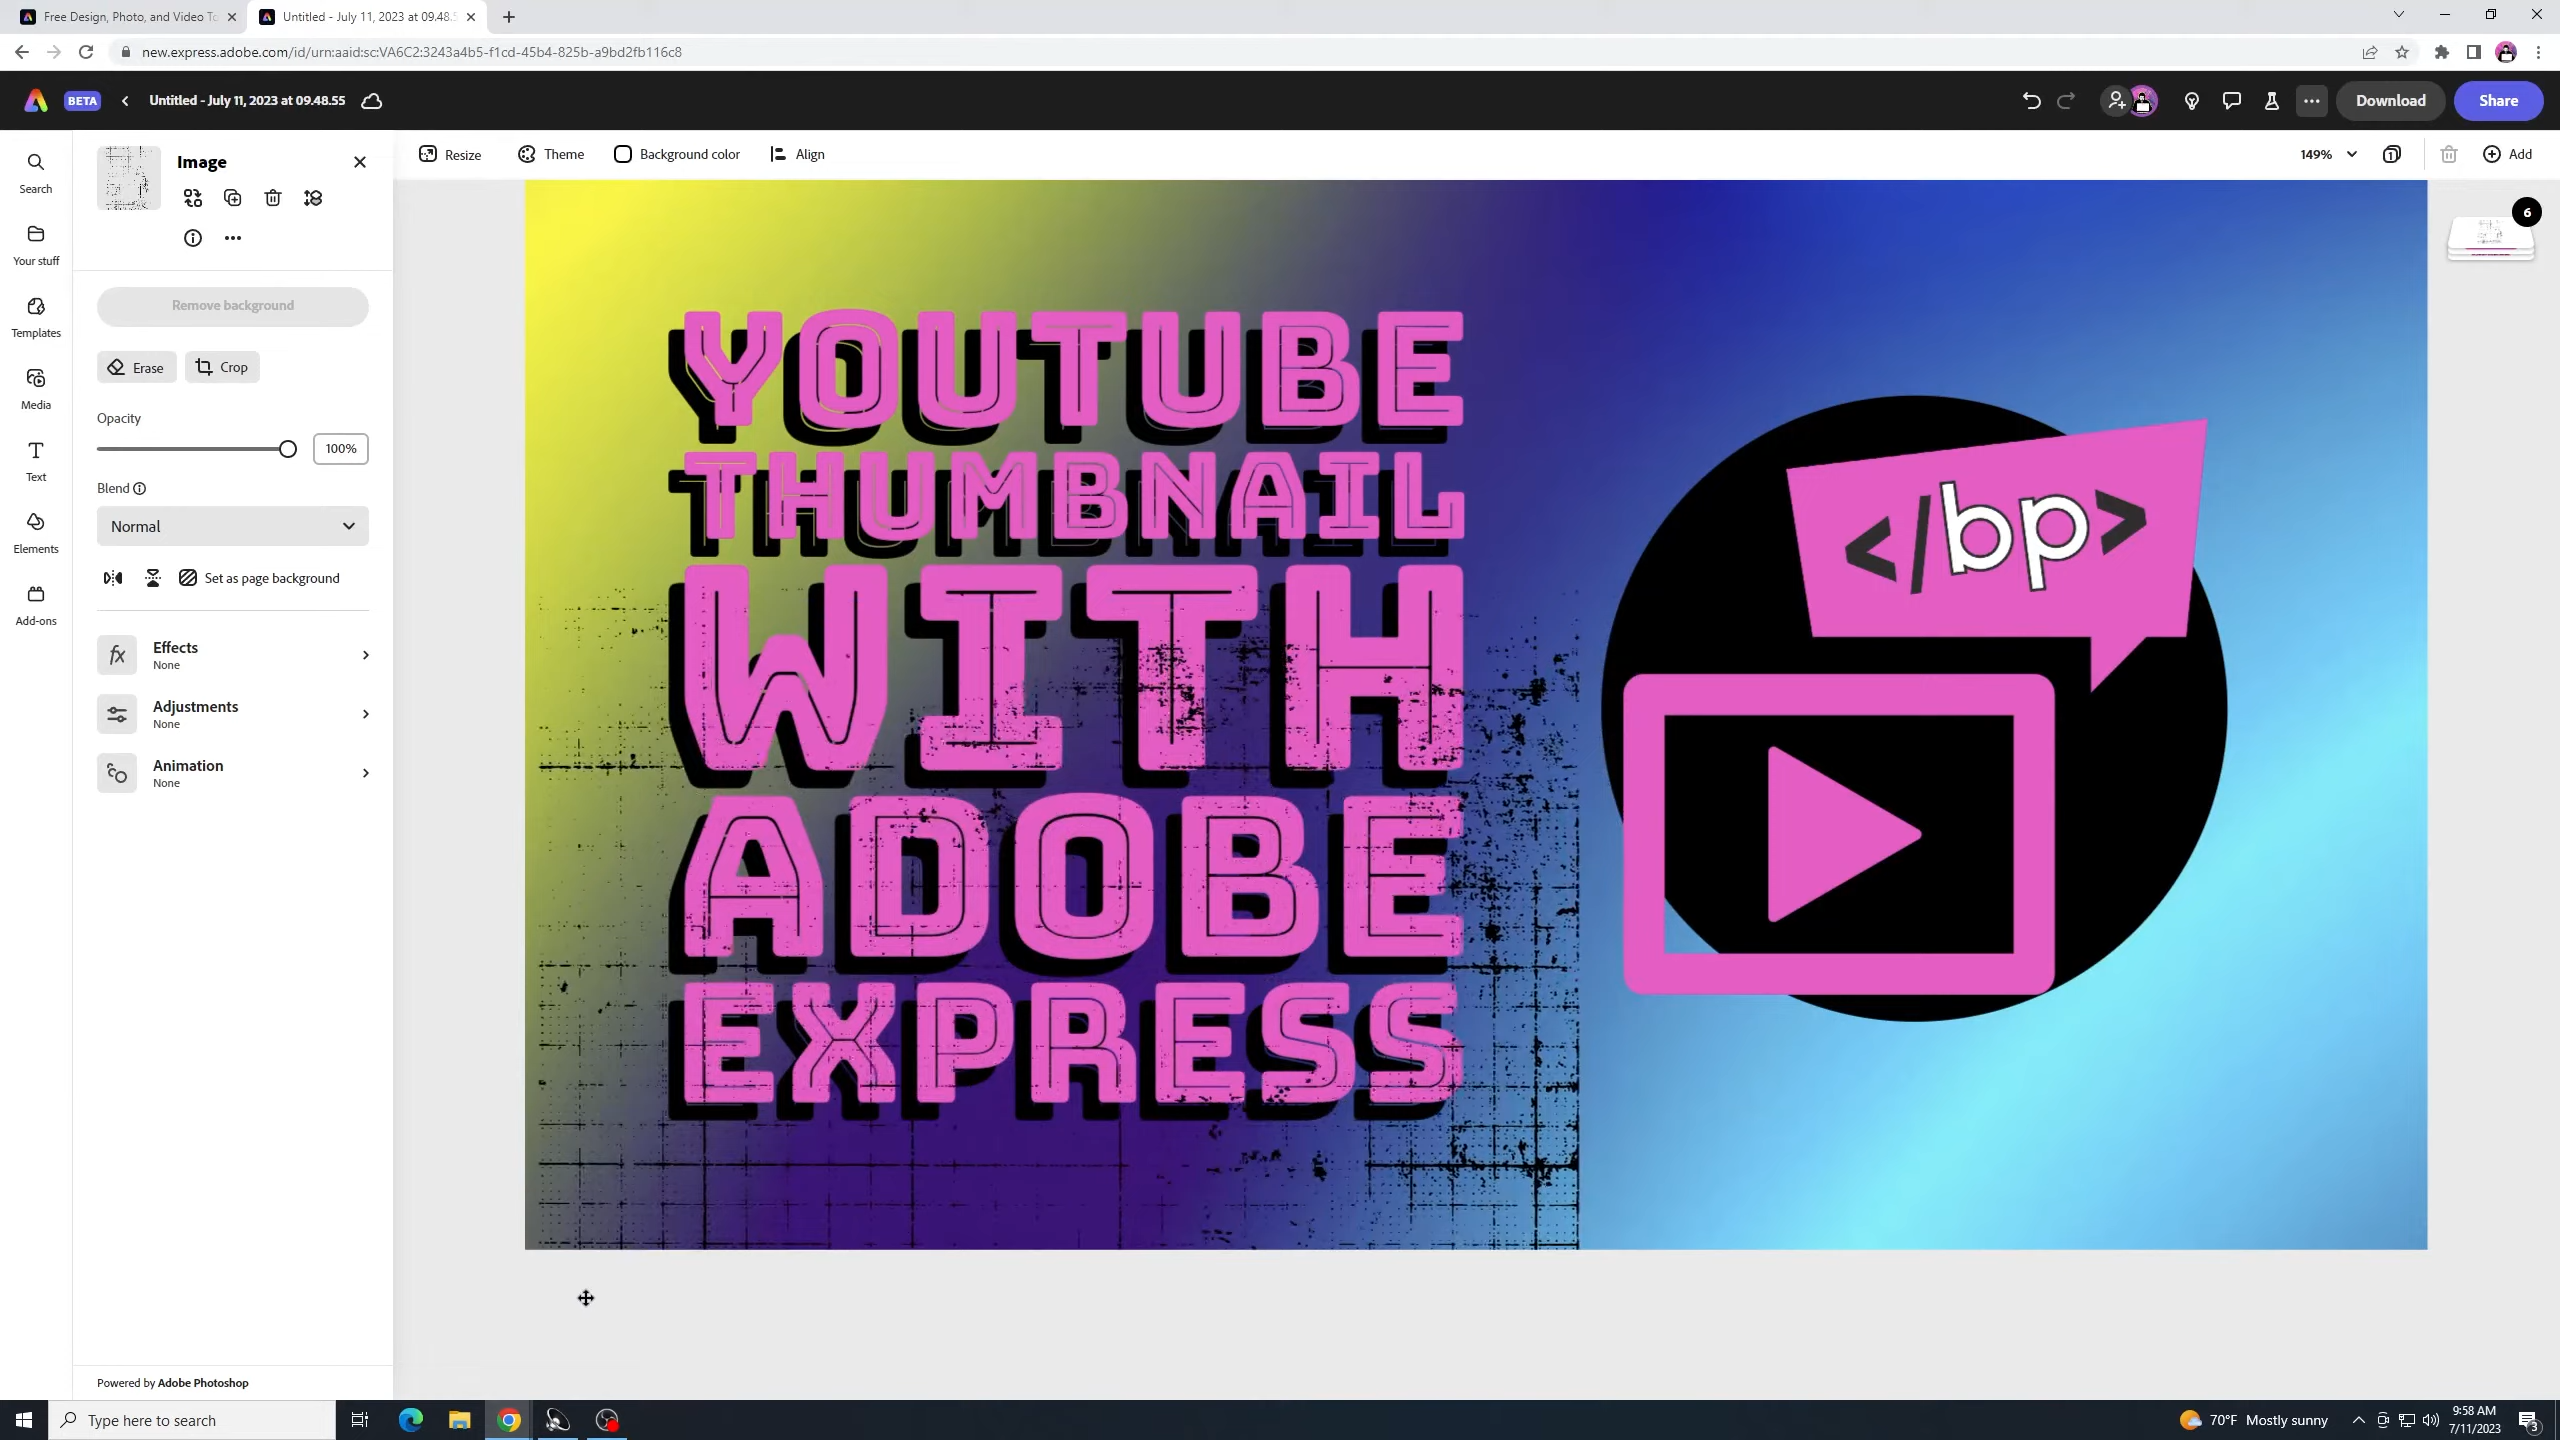 Free Design, Photo, and Video To
Untitled - July 11, 2023 at 09.48.5
new.express.adobe.com/id/urn:aaid:sc:VA6C2:3243a4b5-f1cd-45b4-825b-a9bd2fb116c8
BETA
Untitled - July 11, 2023 at 09.48.55
Download
Share
Search
Your stuff
Templates
Media
Text
Elements
Add-ons
Image
Remove background
Erase
Crop
Opacity
100%
Blend
Normal
Set as page background
Effects
None
Adjustments
None
Animation
None
Powered by Adobe Photoshop
Resize
Theme
Background color
Align
149%
1
Add
6
YOUTUBE
THUMBNAIL
WITH
ADOBE
EXPRESS
</bp>
Type here to search
70°F Mostly sunny
9:58 AM
7/11/2023
3